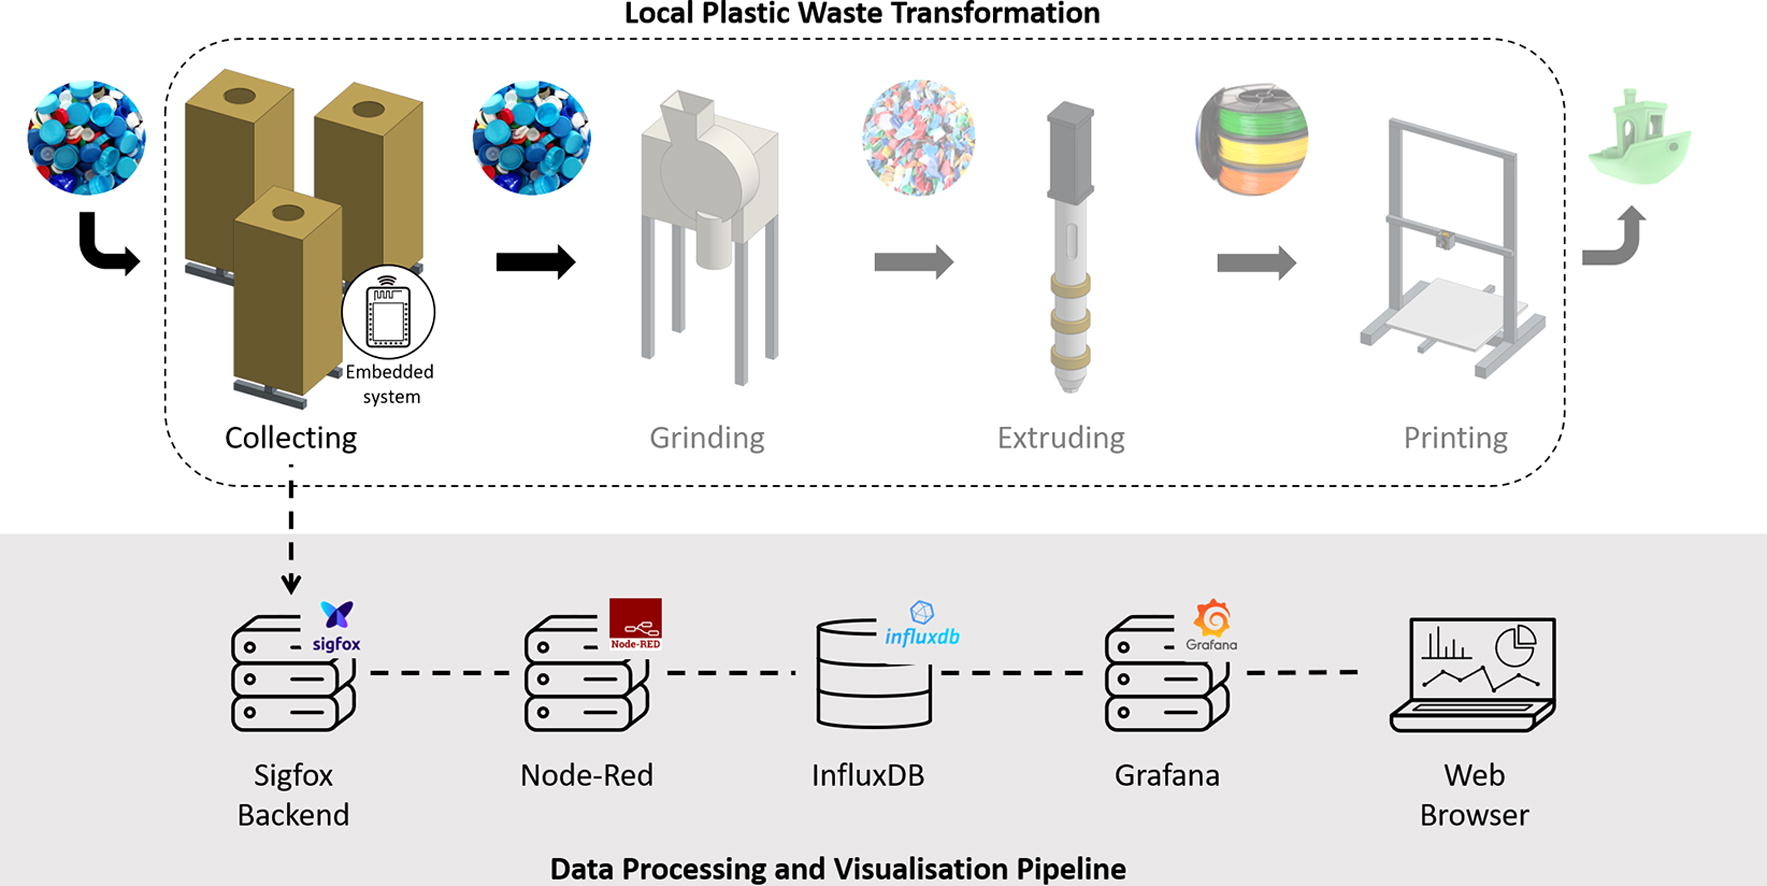 Local Plastic Waste Transformation
Embedded
system
Collecting
Grinding
Extruding
Printing
sigfox
Node-RED
influxdb
Grafana
Sigfox
Backend
Node-Red
InfluxDB
Grafana
Web
Browser
Data Processing and Visualisation Pipeline